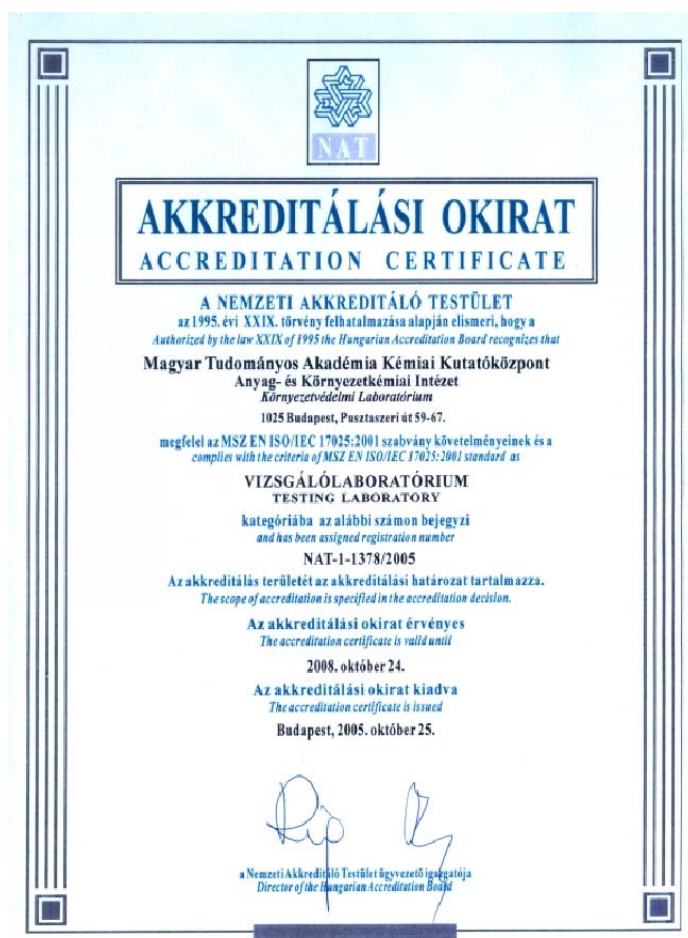 NAT
AKKREDITÁLÁSI OKIRAT
ACCREDITATION CERTIFICATE
A NEMZETI AKKREDITÁLÓ TESTÜLET
az 1995. évi XXIX. törvény felhatalmazása alapján elismeri, hogy a
Authorized by the law XXIX of 1995 the Hungarian Accreditation Board recognizes that
Magyar Tudományos Akadémia Kémiai Kutatóközpont
Anyag- és Környezetkémiai Intézet
Környezetvédelmi Laboratórium
1025 Budapest, Pusztaszeri út 59-67.
megfelel az MSZ EN ISO/IEC 17025:2001 szabvány követelményeinek és a
complies with the criteria of MSZ EN ISO/IEC 17025:2001 standard as
VIZSGÁLÓLABORATÓRIUM
TESTING LABORATORY
kategóriába az alábbi számon bejegyzi
and has been assigned registration number
NAT-1-1378/2005
Az akkreditálás területét az akkreditálási határozat tartalmazza.
The scope of accreditation is specified in the accreditation decision.
Az akkreditálási okirat érvényes
The accreditation certificate is valid until
2008. október 24.
Az akkreditálási okirat kiadva
The accreditation certificate is issued
Budapest, 2005. október 25.
a Nemzeti Akkreditáló Testület ügyvezető igazgatója
Director of the Hungarian Accreditation Board